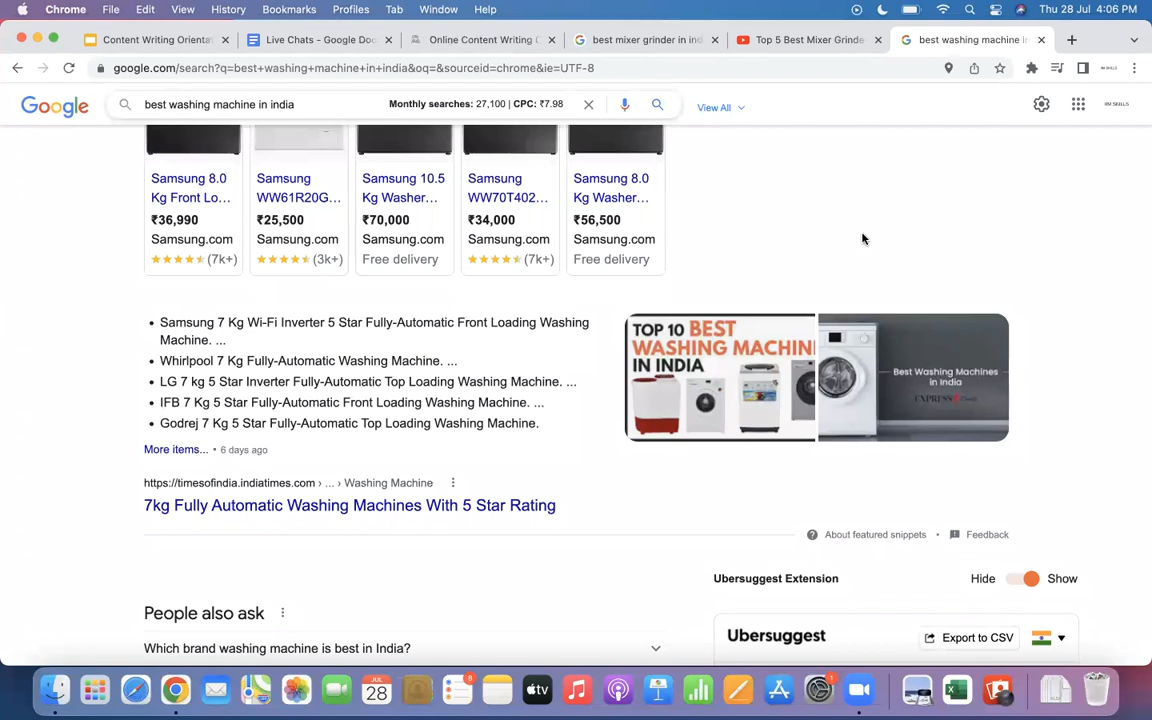 Chrome File Edit View History Bookmarks Profiles Tab Window Help Thu 28 Jul 4:06 PM
Content Writing Orienta × Live Chats - Google Doc × Online Content Writing ( × best mixer grinder in ind × Top 5 Best Mixer Grinde × best washing machine in ×
google.com/search?q=best+washing+machine+in+india&oq=&sourceid=chrome&ie=UTF-8
Google best washing machine in india Monthly searches: 27,100 | CPC: ₹7.98 View All
Samsung 8.0 Kg Front Lo...
₹36,990
Samsung.com
(7k+)
Samsung WW61R20G...
₹25,500
Samsung.com
(3k+)
Samsung 10.5 Kg Washer...
₹70,000
Samsung.com
Free delivery
Samsung WW70T402...
₹34,000
Samsung.com
(7k+)
Samsung 8.0 Kg Washer...
₹56,500
Samsung.com
Free delivery
• Samsung 7 Kg Wi-Fi Inverter 5 Star Fully-Automatic Front Loading Washing
Machine. ...
• Whirlpool 7 Kg Fully-Automatic Washing Machine. ...
• LG 7 kg 5 Star Inverter Fully-Automatic Top Loading Washing Machine. ...
• IFB 7 Kg 5 Star Fully-Automatic Front Loading Washing Machine. ...
• Godrej 7 Kg 5 Star Fully-Automatic Top Loading Washing Machine.
TOP 10 BEST
WASHING MACHIN
IN INDIA
Best Washing Machines
in India
More items... • 6 days ago
https://timesofindia.indiatimes.com › ... › Washing Machine
7kg Fully Automatic Washing Machines With 5 Star Rating
About featured snippets • Feedback
Ubersuggest Extension Hide Show
People also ask
Ubersuggest Export to CSV
Which brand washing machine is best in India?
JUL
28
8
tv
1